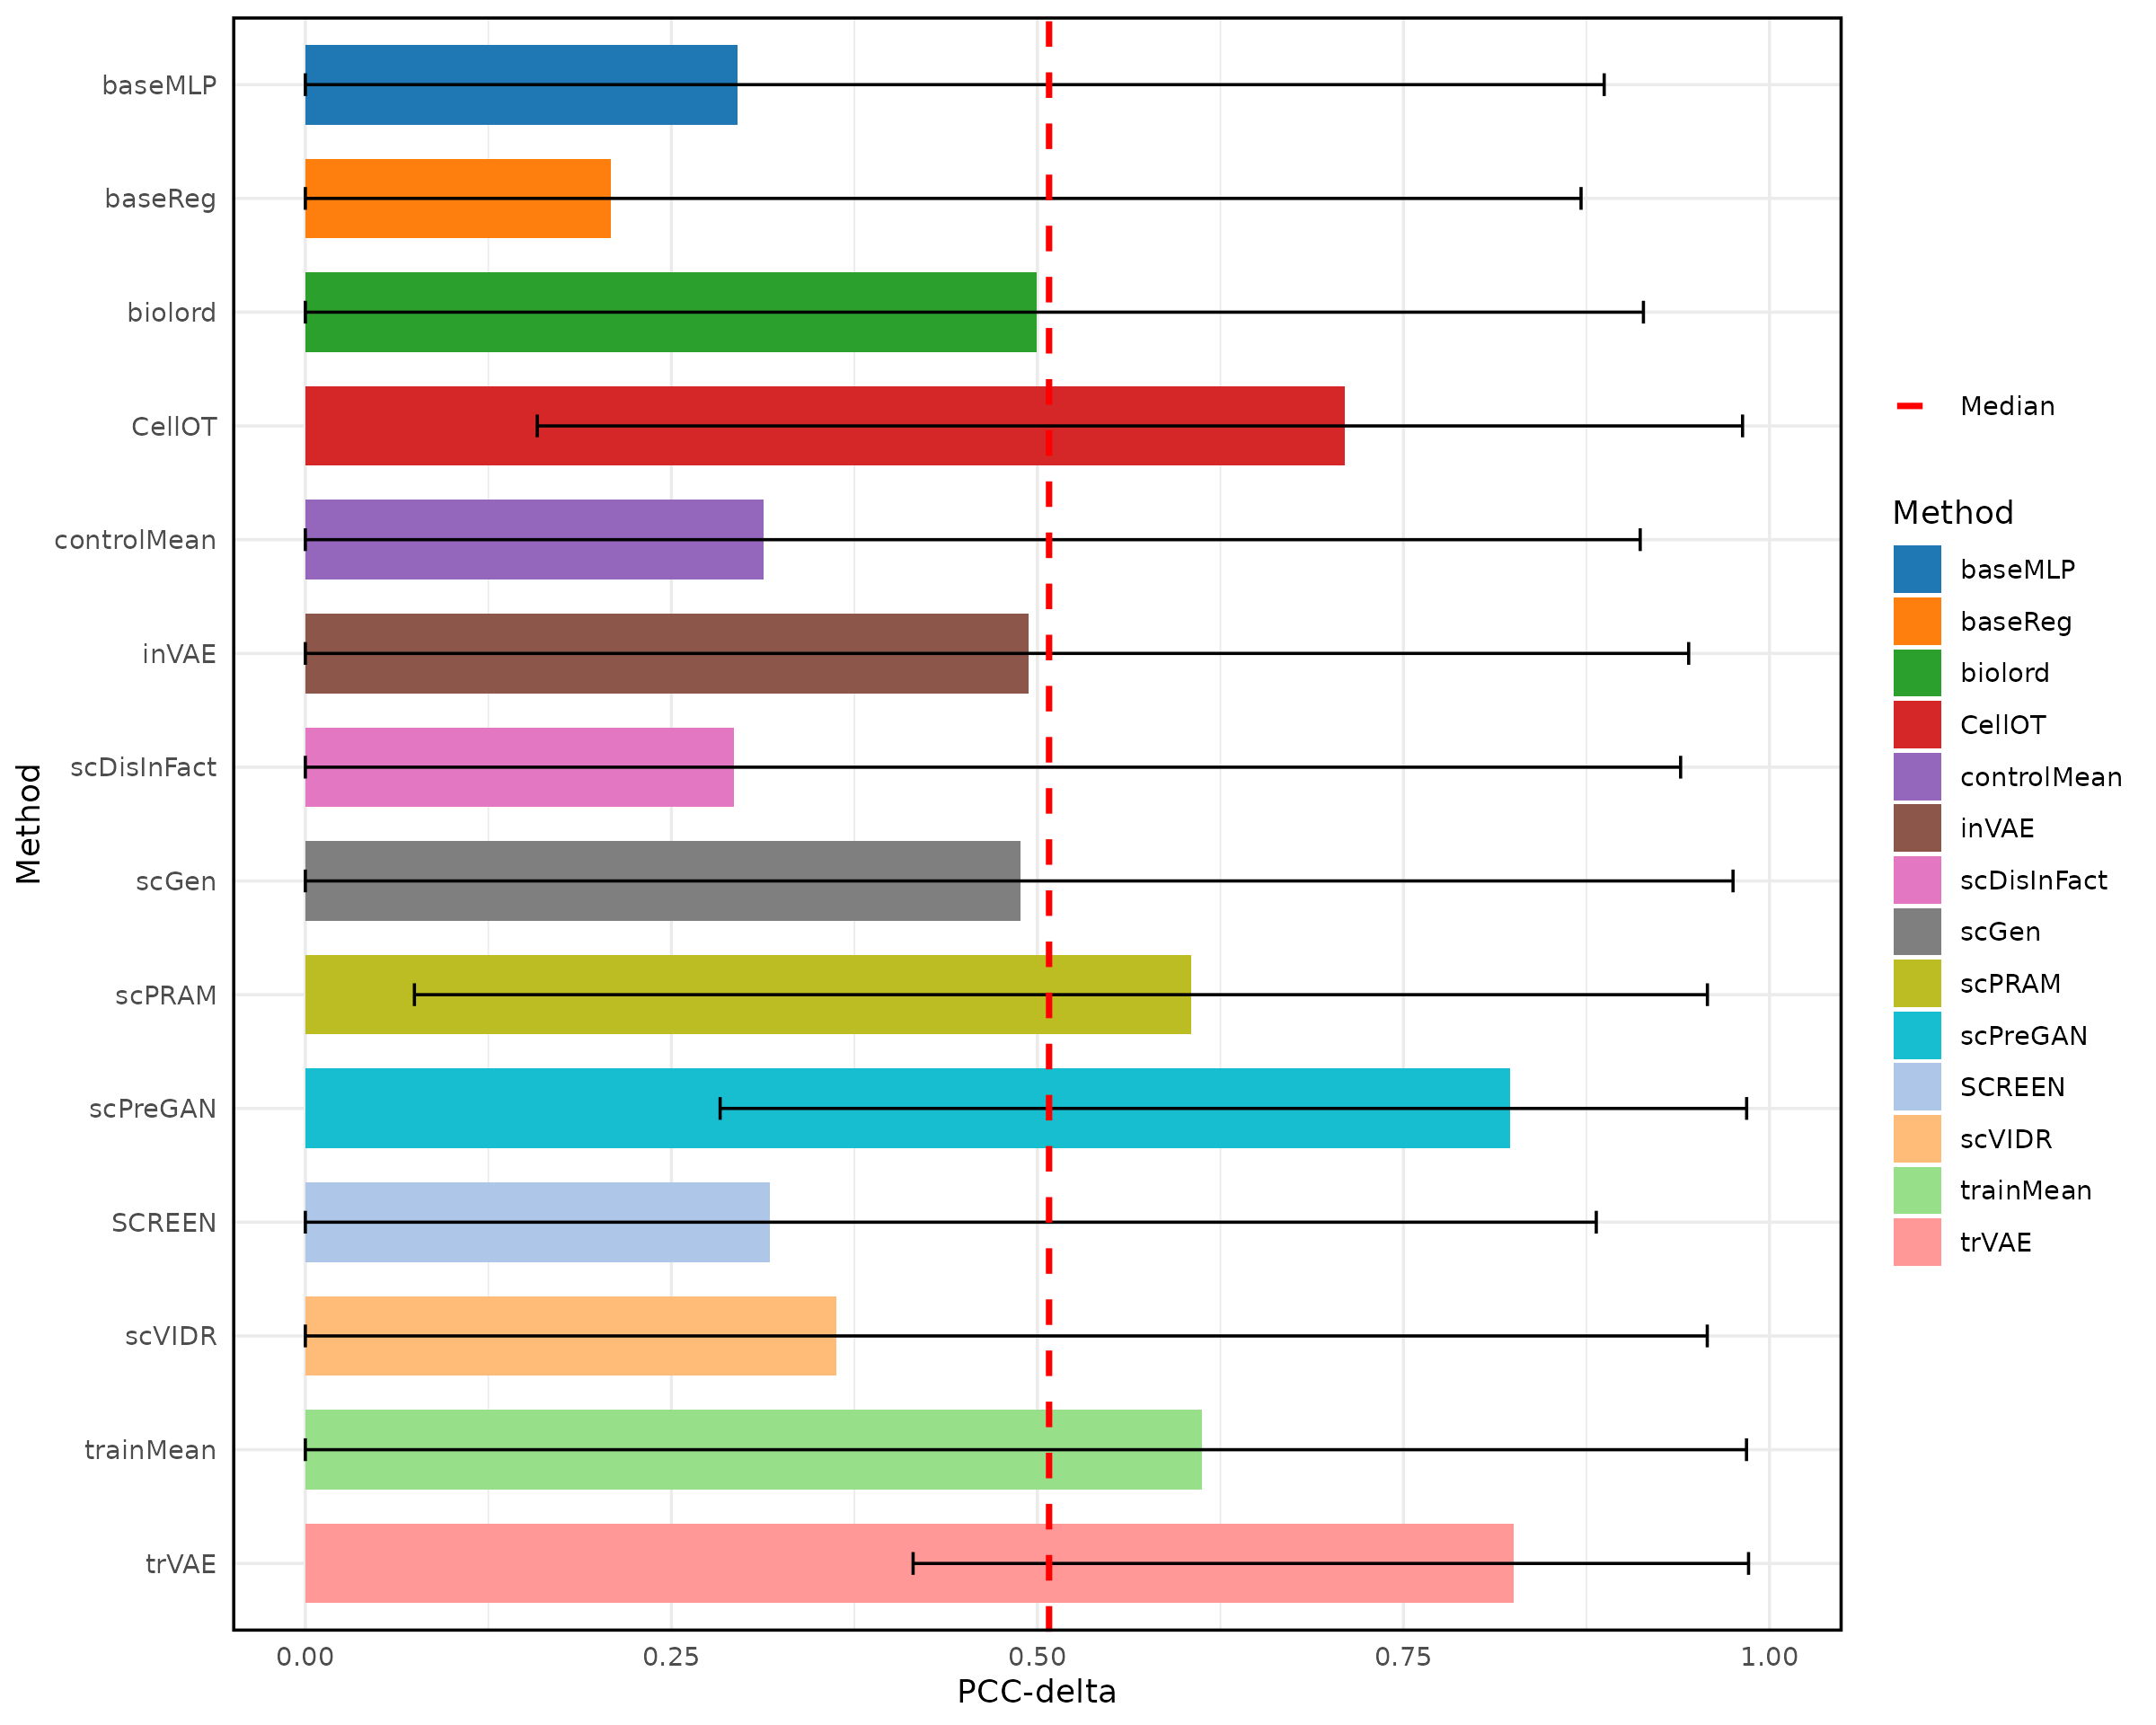 baseMLP
baseReg
biolord
CellOT
controlMean
inVAE
scDisInFact
scGen
scPRAM
scPreGAN
SCREEN
scVIDR
trainMean
trVAE
Method
0.00 0.25 0.50 0.75 1.00
PCC-delta
Median
Method
baseMLP
baseReg
biolord
CellOT
controlMean
inVAE
scDisInFact
scGen
scPRAM
scPreGAN
SCREEN
scVIDR
trainMean
trVAE